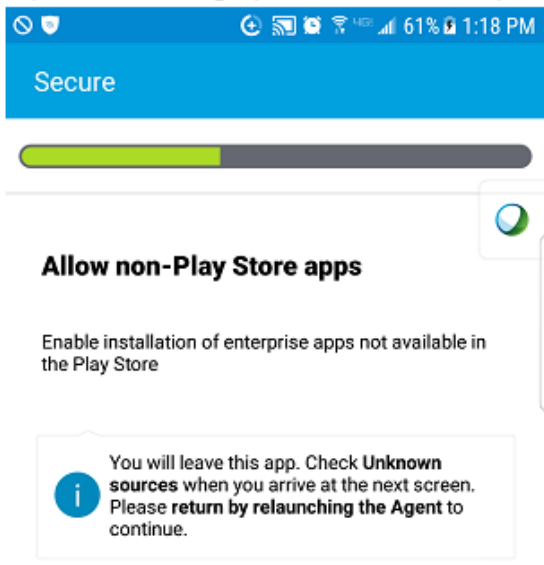 61% 1:18 PM
Secure
Allow non-Play Store apps
Enable installation of enterprise apps not available in
the Play Store
You will leave this app. Check Unknown
sources when you arrive at the next screen.
Please return by relaunching the Agent to
continue.